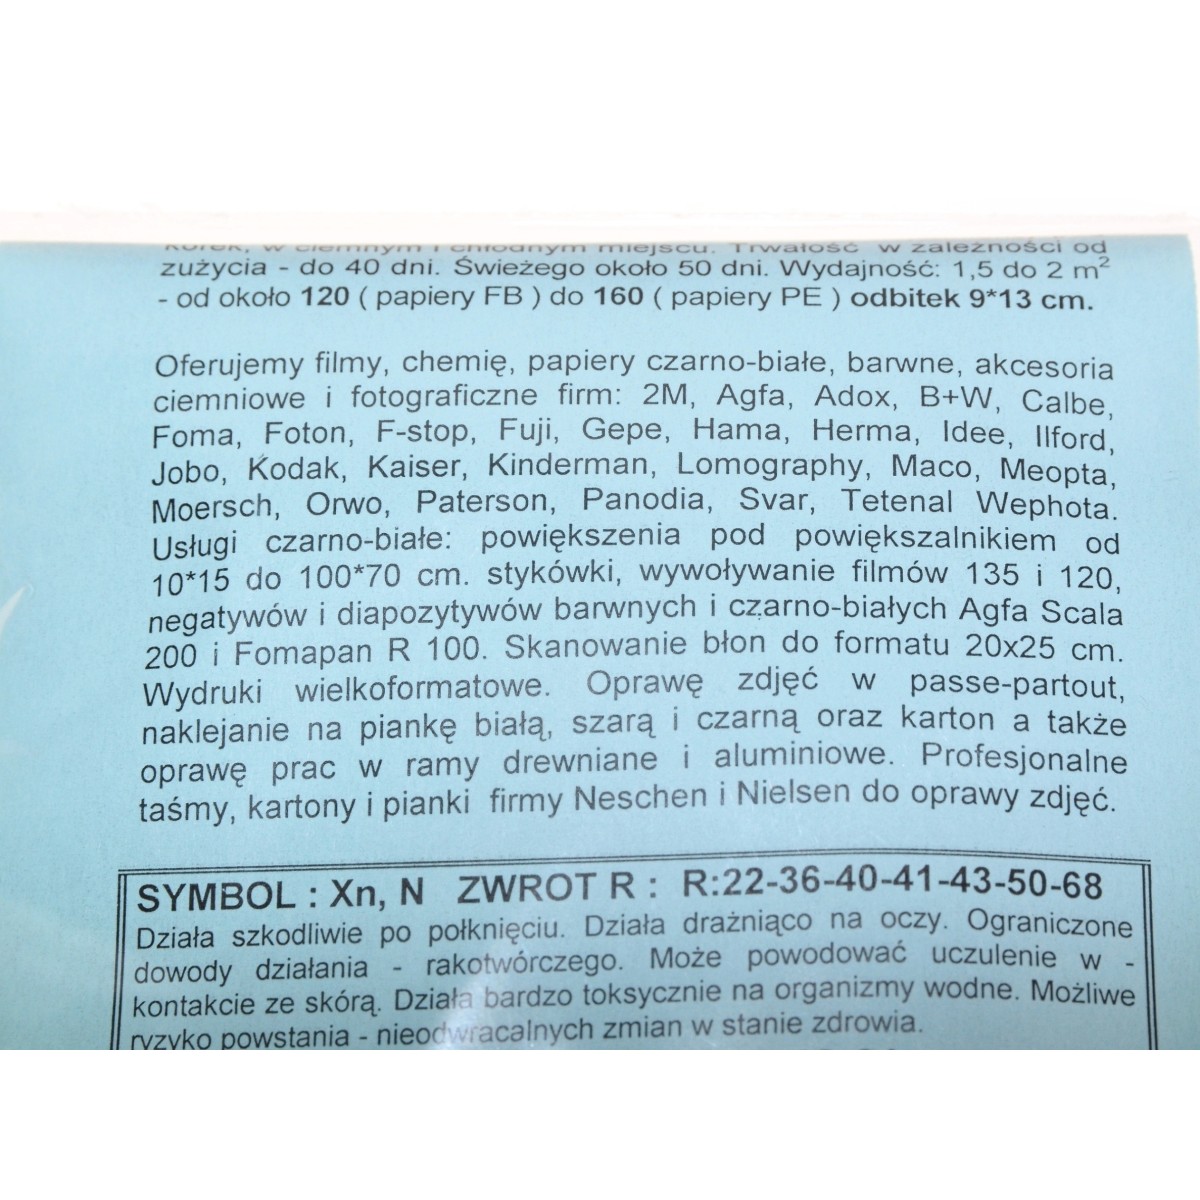 korek, w ciemnym i chłodnym miejscu. Trwałość w zależności od
zużycia - do 40 dni. Świeżego około 50 dni. Wydajność: 1,5 do 2 m²
- od około 120 ( papiery FB ) do 160 ( papiery PE ) odbitek 9*13 cm.
Oferujemy filmy, chemię, papiery czarno-białe, barwne, akcesoria
ciemniowe i fotograficzne firm: 2M, Agfa, Adox, B+W, Calbe,
Foma, Foton, F-stop, Fuji, Gepe, Hama, Herma, Idee, Ilford,
Jobo, Kodak, Kaiser, Kinderman, Lomography, Maco, Meopta,
Moersch, Orwo, Paterson, Panodia, Svar, Tetenal Wephota.
Usługi czarno-białe: powiększenia pod powiększalnikiem od
10*15 do 100*70 cm. stykówki, wywoływanie filmów 135 i 120,
negatywów i diapozytywów barwnych i czarno-białych Agfa Scala
200 i Fomapan R 100. Skanowanie błon do formatu 20x25 cm.
Wydruki wielkoformatowe. Oprawę zdjęć w passe-partout,
naklejanie na piankę białą, szarą i czarną oraz karton a także
oprawę prac w ramy drewniane i aluminiowe. Profesjonalne
taśmy, kartony i pianki firmy Neschen i Nielsen do oprawy zdjęć.
SYMBOL : Xn, N ZWROT R : R:22-36-40-41-43-50-68
Działa szkodliwie po połknięciu. Działa drażniąco na oczy. Ograniczone
dowody działania - rakotwórczego. Może powodować uczulenie w -
kontakcie ze skórą. Działa bardzo toksycznie na organizmy wodne. Możliwe
ryzyko powstania - nieodwracalnych zmian w stanie zdrowia.